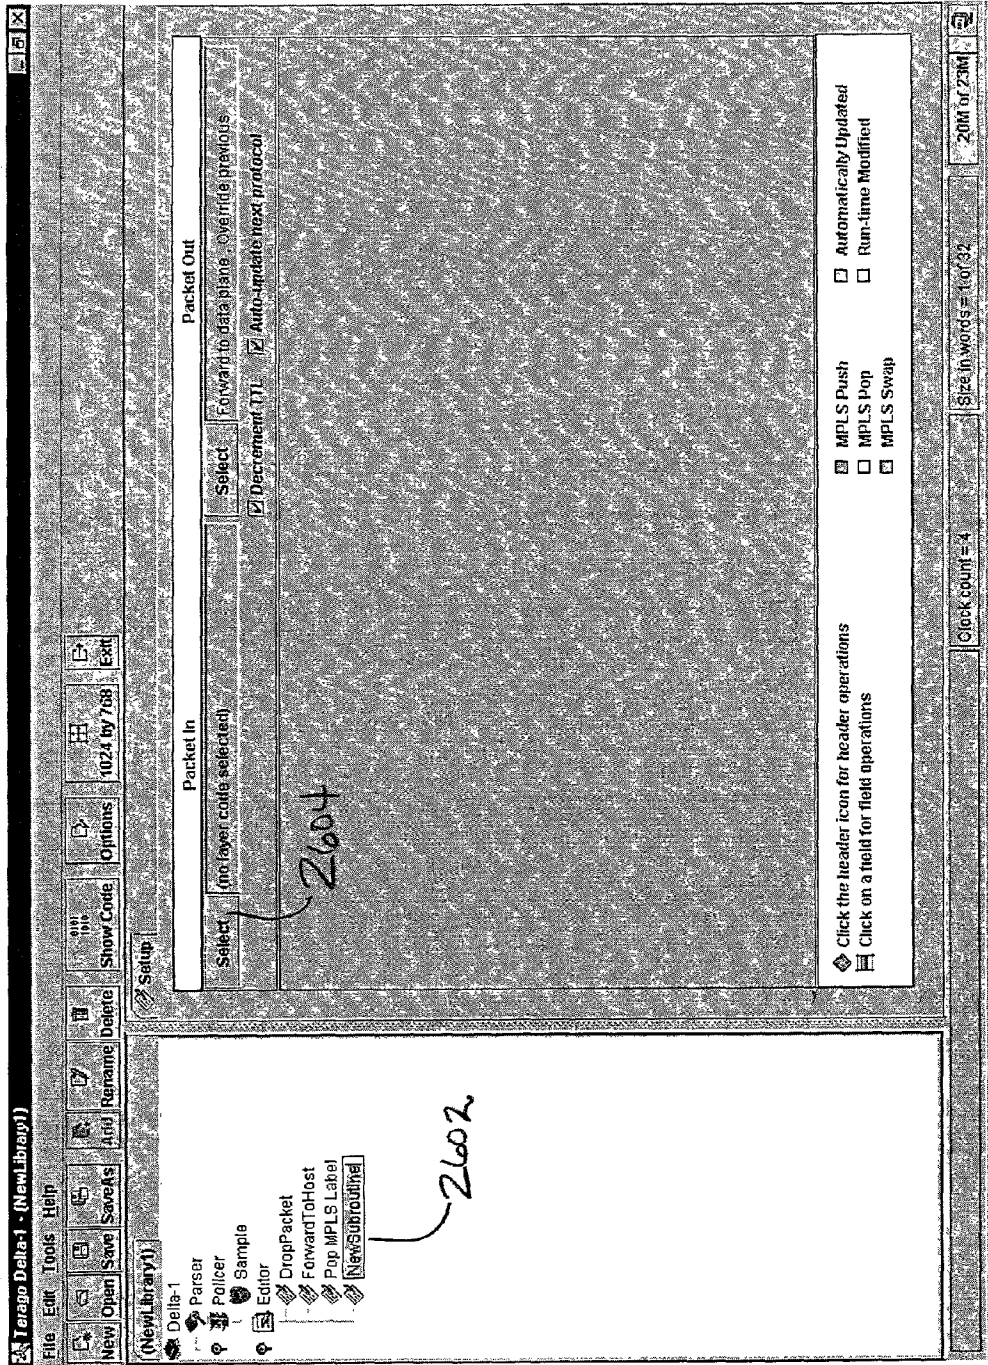 Terago Delta-1 - (NewLibrary1)
File Edit Tools Help
New Open Save SaveAs Add Rename Delete Show Code Options 1024 by 768 Exit
(NewLibrary1)
Delta-1
Parser
Policer
Sample
Editor
DropPacket
ForwardToHost
Pop MPLS Label
NewSubroutine
2602
Setup
Packet In
Packet Out
Select (no layer code selected)
Select Forward to data plane - Override previous
Decrement TTL Auto-update next protocol
2604
Click the header icon for header operations
Click on a field for field operations
MPLS Push
MPLS Pop
MPLS Swap
Automatically Updated
Run-time Modified
Clock count = 4
Size in words = 1 of 32
20M of 23M